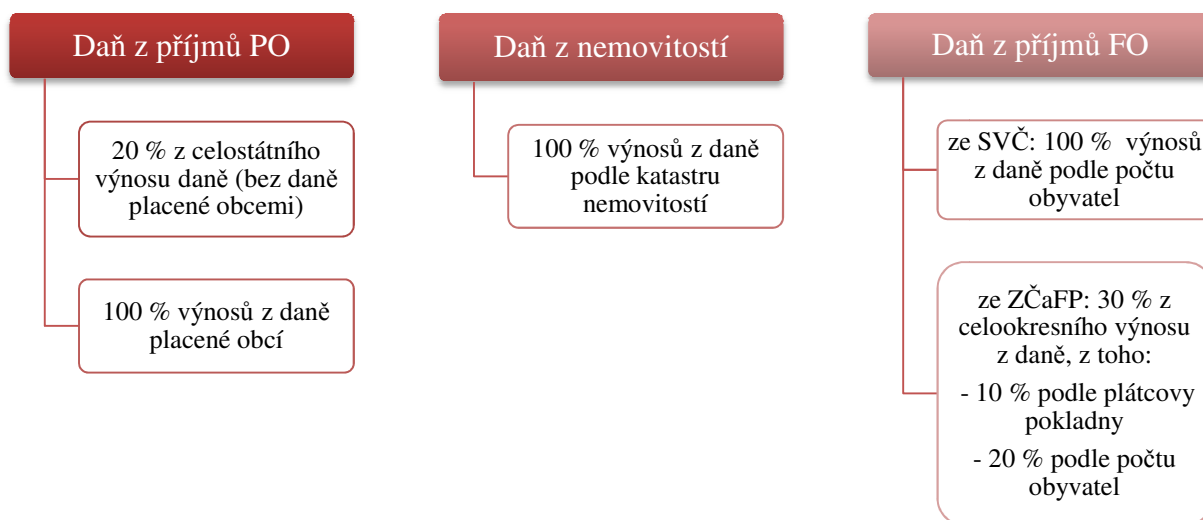 Daň z příjmů PO
20 % z celostátního
výnosu daně (bez daně
placené obcemi)
100 % výnosů z daně
placené obcí
Daň z nemovitostí
100 % výnosů z daně
podle katastru
nemovitostí
Daň z příjmů FO
ze SVČ: 100 % výnosů
z daně podle počtu
obyvatel
ze ZČaFP: 30 % z
celookresního výnosu
z daně, z toho:
- 10 % podle plátcovy
pokladny
- 20 % podle počtu
obyvatel